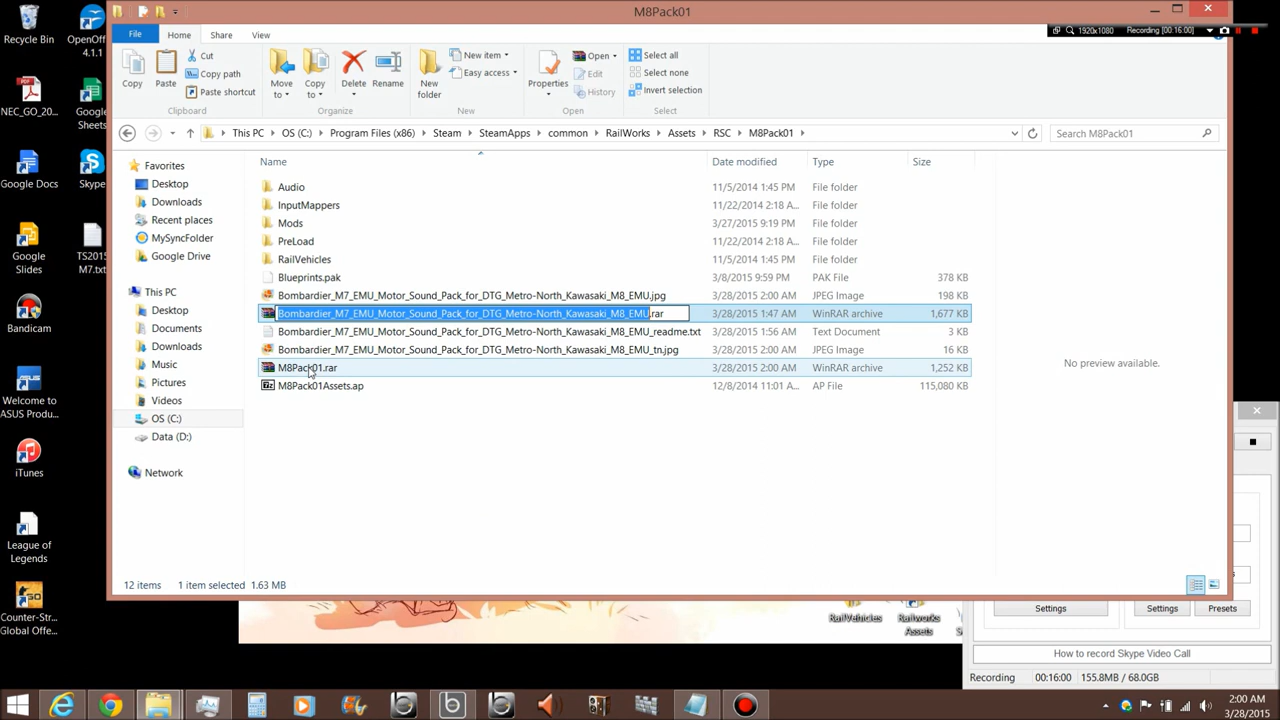 M8Pack01
File
Home
Share
View
1920x1080
Recording [00:16:00]
Copy
Paste
Cut
Copy path
Paste shortcut
Clipboard
Move to
Copy to
Delete
Rename
Organize
New folder
New item
Easy access
New
Properties
Open
Edit
History
Open
Select all
Select none
Invert selection
Select
This PC
OS (C:)
Program Files (x86)
Steam
SteamApps
common
RailWorks
Assets
RSC
M8Pack01
Search M8Pack01
Favorites
Desktop
Downloads
Recent places
MySyncFolder
Google Drive
This PC
Desktop
Documents
Downloads
Music
Pictures
Videos
OS (C:)
Data (D:)
Network
Name Date modified Type Size
Audio 11/5/2014 1:45 PM File folder
InputMappers 11/22/2014 2:18 A... File folder
Mods 3/27/2015 9:19 PM File folder
PreLoad 11/22/2014 2:18 A... File folder
RailVehicles 11/5/2014 1:45 PM File folder
Blueprints.pak 3/8/2015 9:59 PM PAK File 378 KB
Bombardier_M7_EMU_Motor_Sound_Pack_for_DTG_Metro-North_Kawasaki_M8_EMU.jpg 3/28/2015 2:00 AM JPEG Image 198 KB
Bombardier_M7_EMU_Motor_Sound_Pack_for_DTG_Metro-North_Kawasaki_M8_EMU.rar 3/28/2015 1:47 AM WinRAR archive 1,677 KB
Bombardier_M7_EMU_Motor_Sound_Pack_for_DTG_Metro-North_Kawasaki_M8_EMU_readme.txt 3/28/2015 1:56 AM Text Document 3 KB
Bombardier_M7_EMU_Motor_Sound_Pack_for_DTG_Metro-North_Kawasaki_M8_EMU_tn.jpg 3/28/2015 2:00 AM JPEG Image 16 KB
M8Pack01.rar 3/28/2015 2:00 AM WinRAR archive 1,252 KB
M8Pack01Assets.ap 12/8/2014 11:01 A... AP File 115,080 KB
No preview available.
12 items 1 item selected 1.63 MB
Recycle Bin
OpenOff...
4.1.1
NEC_GO_20...
Google
Sheets
Google Docs
Skype
Google
Slides
TS2015
M7.txt
Bandicam
Welcome to
ASUS Produ...
iTunes
League of
Legends
Counter-Str...
Global Offe...
RailVehicles
Railworks
Assets
Settings
Settings
Presets
How to record Skype Video Call
Recording
00:16:00
155.8MB / 68.0GB
2:00 AM
3/28/2015